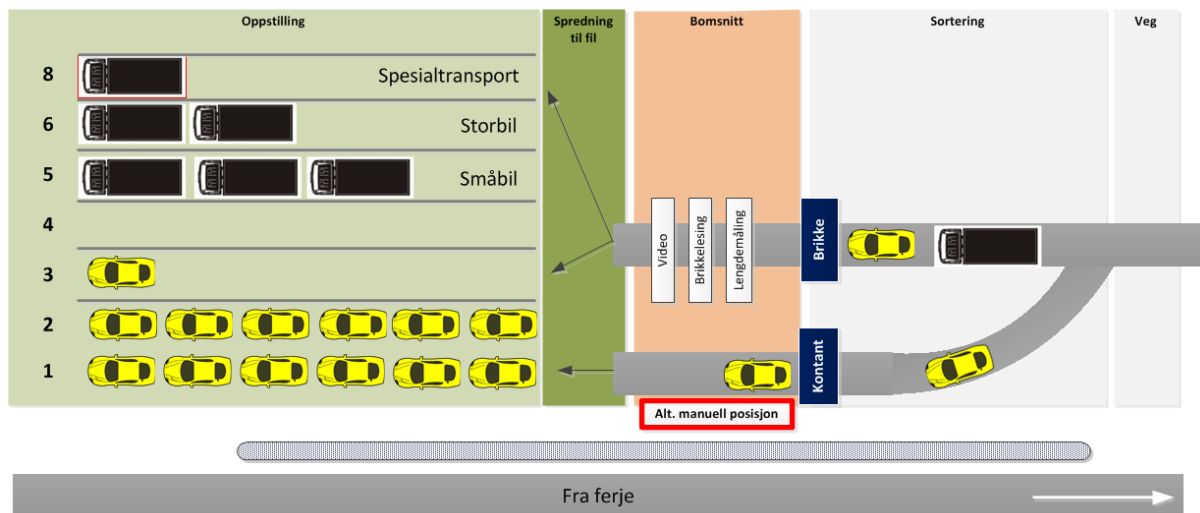 Oppstilling
Spredning
til fil
Bomsnitt
Sortering
Veg
8
Spesialtransport
6
Storbil
5
Småbil
4
3
2
1
Video
Brikkelesing
Lengdemåling
Brikke
Kontant
Alt. manuell posisjon
Fra ferje